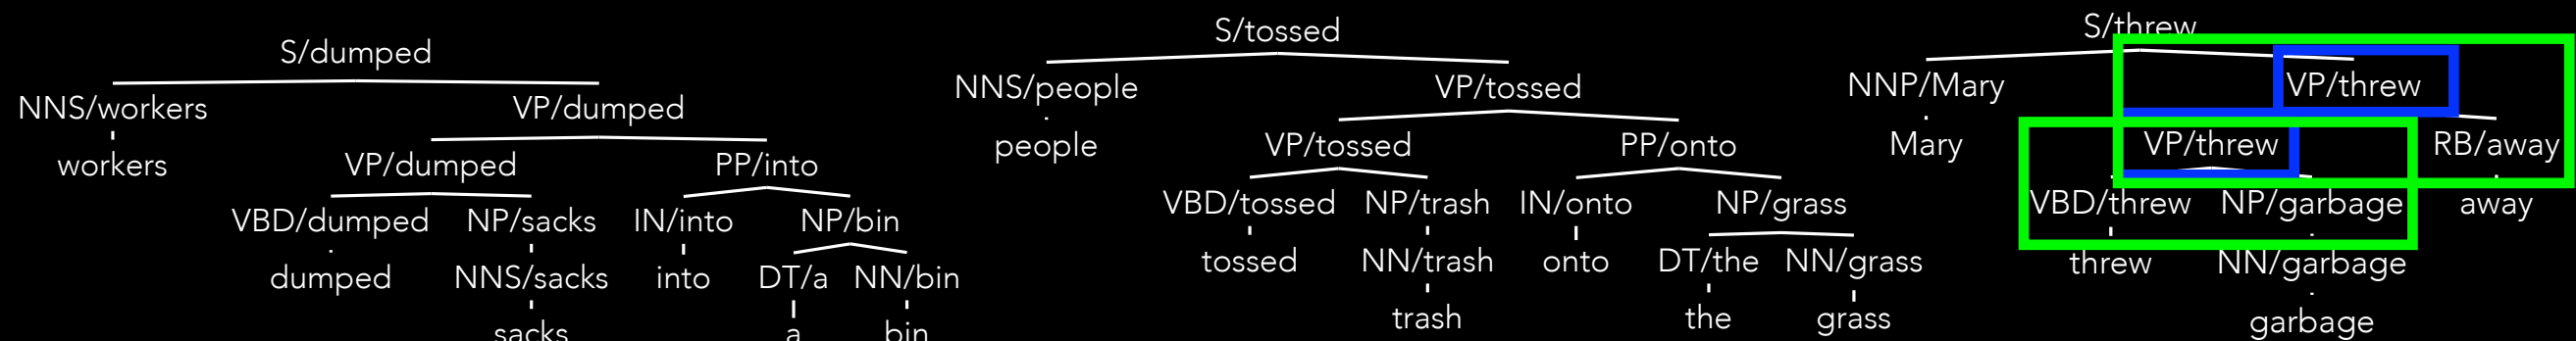 S/dumped
NNS/workers VP/dumped
workers VP/dumped PP/into
VBD/dumped NP/sacks IN/into NP/bin
dumped NNS/sacks into DT/a NN/bin
sacks a bin
S/tossed
NNS/people VP/tossed
people VP/tossed PP/onto
VBD/tossed NP/trash IN/onto NP/grass
tossed NN/trash onto DT/the NN/grass
trash the grass
S/threw
NNP/Mary VP/threw
Mary VP/threw RB/away
VBD/threw NP/garbage away
threw NN/garbage
garbage